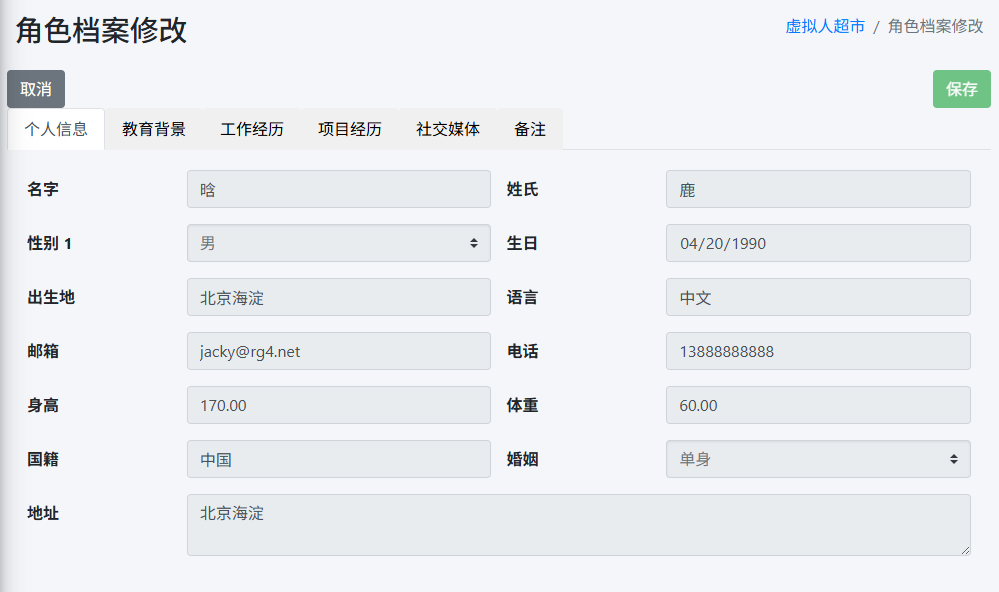 角色档案修改
虚拟人超市 / 角色档案修改
取消
保存
个人信息 教育背景 工作经历 项目经历 社交媒体 备注
名字 晗 姓氏 鹿
性别 1 男 生日 04/20/1990
出生地 北京海淀 语言 中文
邮箱 jacky@rg4.net 电话 13888888888
身高 170.00 体重 60.00
国籍 中国 婚姻 单身
地址 北京海淀